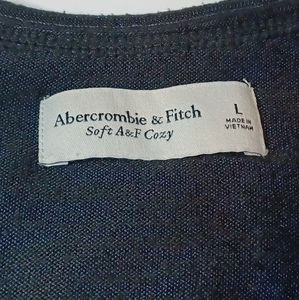 Abercrombie & Fitch
Soft A&F Cozy
L
MADE IN
VIETNAM